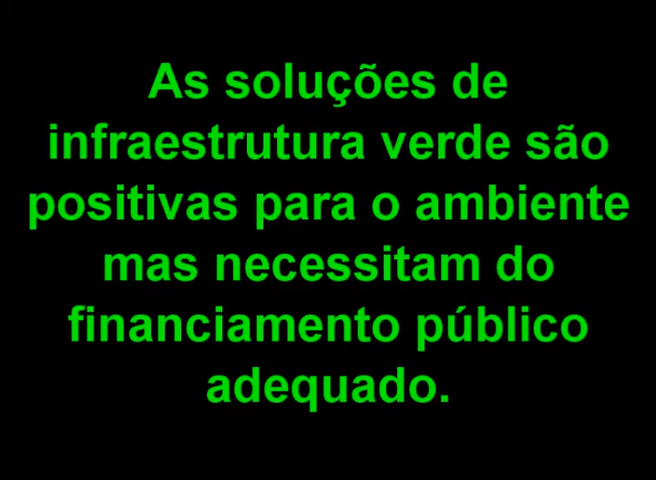 As soluções de
infraestrutura verde são
positivas para o ambiente
mas necessitam do
financiamento público
adequado.